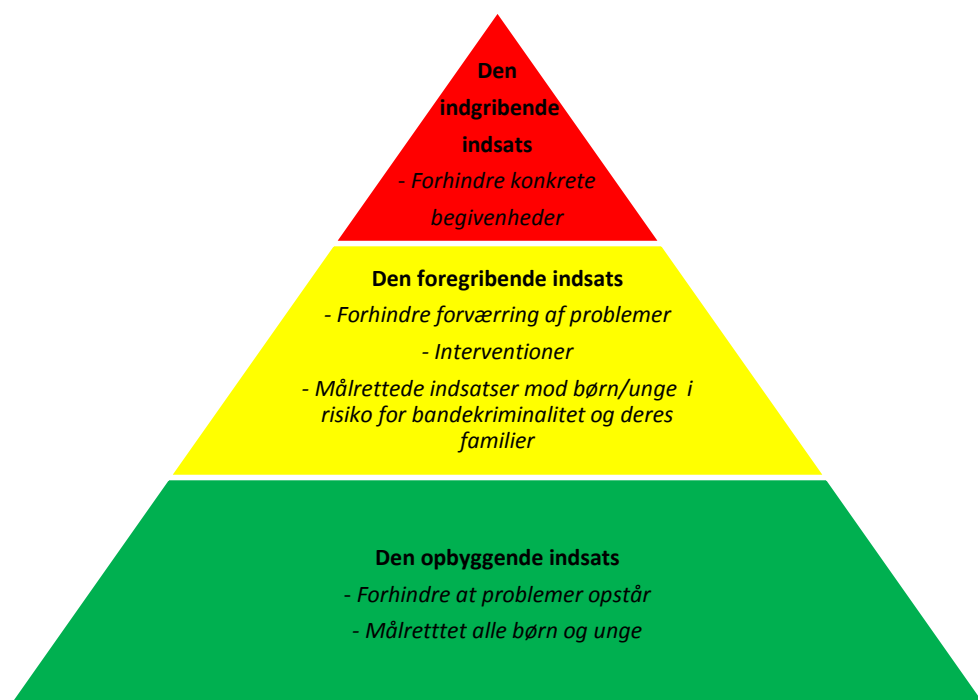 Den
indgribende
indsats
- Forhindre konkrete
begivenheder
Den foregribende indsats
- Forhindre forværring af problemer
- Interventioner
- Målrettede indsatser mod børn/unge i
risiko for bandekriminalitet og deres
familier
Den opbyggende indsats
- Forhindre at problemer opstår
- Målretttet alle børn og unge